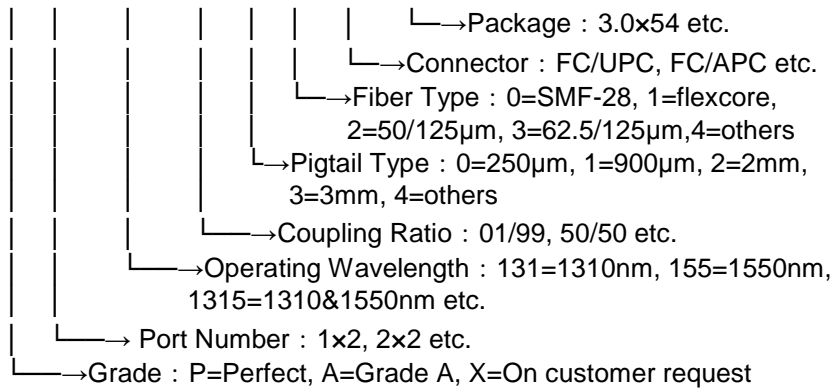 →Package：3.0×54 etc.
→Connector：FC/UPC, FC/APC etc.
→Fiber Type：0=SMF-28, 1=flexcore,
2=50/125μm, 3=62.5/125μm,4=others
→Pigtail Type：0=250μm, 1=900μm, 2=2mm,
3=3mm, 4=others
→Coupling Ratio：01/99, 50/50 etc.
→Operating Wavelength：131=1310nm, 155=1550nm,
1315=1310&1550nm etc.
→ Port Number：1×2, 2×2 etc.
→Grade：P=Perfect, A=Grade A, X=On customer request